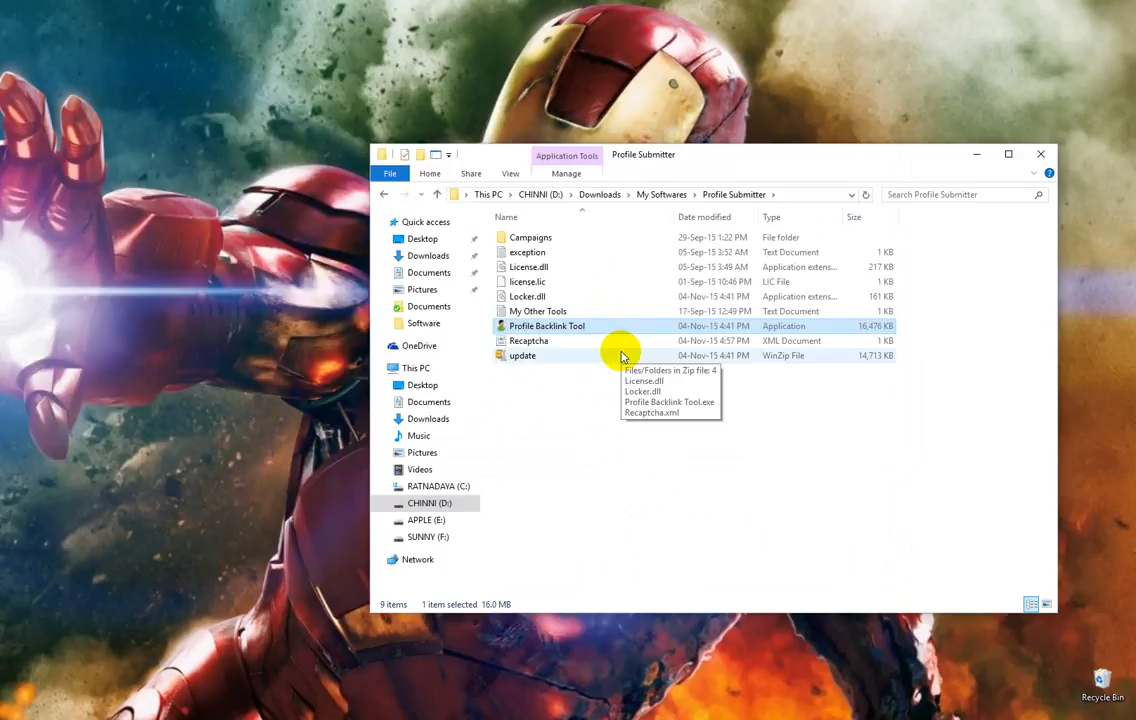 Application Tools Profile Submitter
File Home Share View Manage
This PC CHINNI (D:) Downloads My Softwares Profile Submitter Search Profile Submitter
Name Date modified Type Size
Quick access
Desktop
Downloads
Documents
Pictures
Documents
Software
OneDrive
This PC
Desktop
Documents
Downloads
Music
Pictures
Videos
RATNADAYA (C:)
CHINNI (D:)
APPLE (E:)
SUNNY (F:)
Network
Campaigns 29-Sep-15 1:22 PM File folder
exception 05-Sep-15 3:52 AM Text Document 1 KB
License.dll 05-Sep-15 3:49 AM Application extens... 217 KB
license.lic 01-Sep-15 10:46 PM LIC File 1 KB
Locker.dll 04-Nov-15 4:41 PM Application extens... 161 KB
My Other Tools 17-Sep-15 12:49 PM Text Document 1 KB
Profile Backlink Tool 04-Nov-15 4:41 PM Application 16,476 KB
Recaptcha 04-Nov-15 4:57 PM XML Document 1 KB
update 04-Nov-15 4:41 PM WinZip File 14,713 KB
Files/Folders in Zip file: 4
License.dll
Locker.dll
Profile Backlink Tool.exe
Recaptcha.xml
9 items 1 item selected 16.0 MB
Recycle Bin